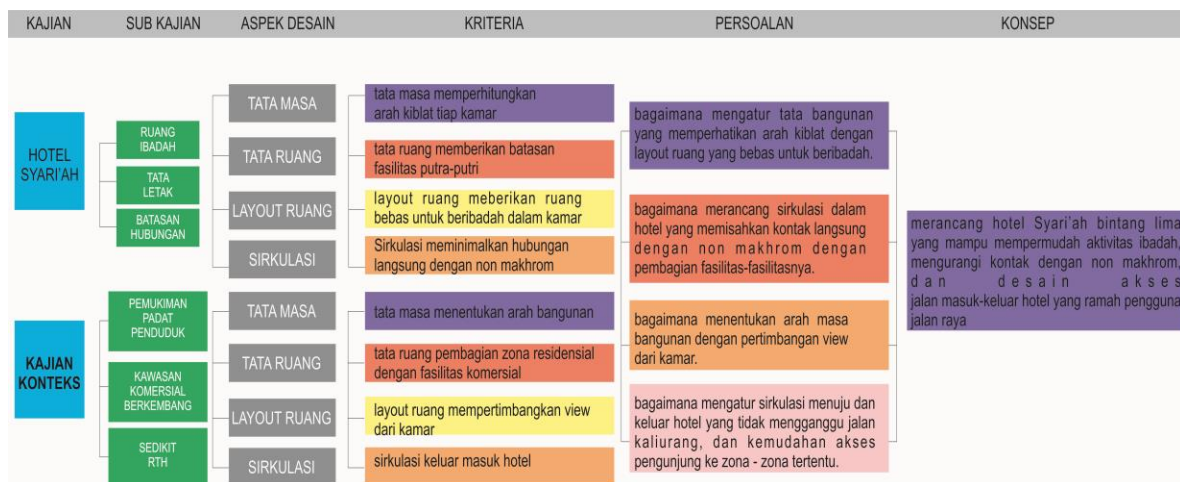 KAJIAN SUB KAJIAN ASPEK DESAIN KRITERIA PERSOALAN KONSEP
HOTEL
SYARI'AH
RUANG
IBADAH
TATA
LETAK
BATASAN
HUBUNGAN
TATA MASA
TATA RUANG
LAYOUT RUANG
SIRKULASI
tata masa memperhitungkan
arah kiblat tiap kamar
tata ruang memberikan batasan
fasilitas putra-putri
layout ruang meberikan ruang
bebas untuk beribadah dalam kamar
Sirkulasi meminimalkan hubungan
langsung dengan non makhrom
KAJIAN
KONTEKS
PEMUKIMAN
PADAT
PENDUDUK
KAWASAN
KOMERSIAL
BERKEMBANG
SEDIKIT
RTH
TATA MASA
TATA RUANG
LAYOUT RUANG
SIRKULASI
tata masa menentukan arah bangunan
tata ruang pembagian zona residensial
dengan fasilitas komersial
layout ruang mempertimbangkan view
dari kamar
sirkulasi keluar masuk hotel
bagaimana mengatur tata bangunan
yang memperhatikan arah kiblat dengan
layout ruang yang bebas untuk beribadah.
bagaimana merancang sirkulasi dalam
hotel yang memisahkan kontak langsung
dengan non makhrom dengan
pembagian fasilitas-fasilitasnya.
bagaimana menentukan arah masa
bangunan dengan pertimbangan view
dari kamar.
bagaimana mengatur sirkulasi menuju dan
keluar hotel yang tidak mengganggu jalan
kaliurang, dan kemudahan akses
pengunjung ke zona - zona tertentu.
merancang hotel Syari'ah bintang lima
yang mampu mempermudah aktivitas ibadah,
mengurangi kontak dengan non makhrom,
dan desain akses
jalan masuk-keluar hotel yang ramah pengguna
jalan raya